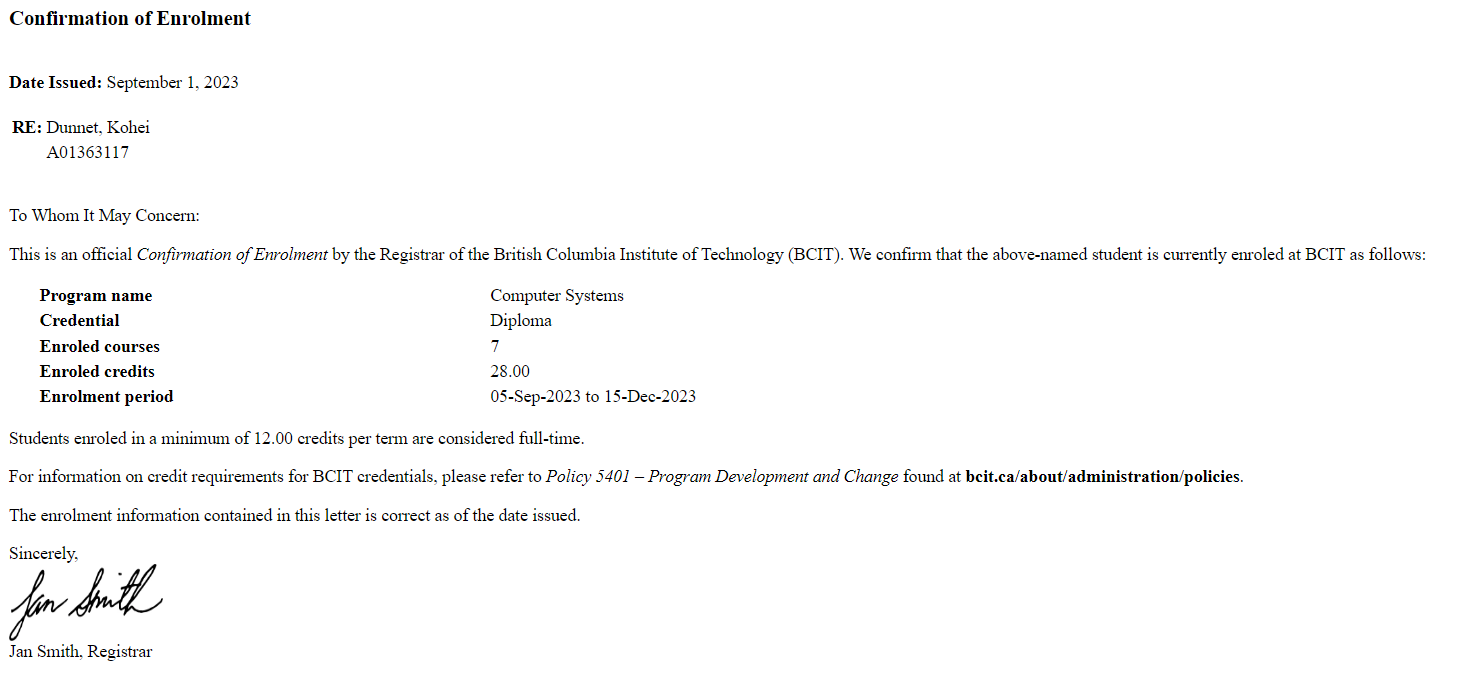 Confirmation of Enrolment
Date Issued: September 1, 2023
RE: Dunnet, Kohei
A01363117
To Whom It May Concern:
This is an official Confirmation of Enrolment by the Registrar of the British Columbia Institute of Technology (BCIT). We confirm that the above-named student is currently enroled at BCIT as follows:
Program name Computer Systems
Credential Diploma
Enroled courses 7
Enroled credits 28.00
Enrolment period 05-Sep-2023 to 15-Dec-2023
Students enroled in a minimum of 12.00 credits per term are considered full-time.
For information on credit requirements for BCIT credentials, please refer to Policy 5401 – Program Development and Change found at bcit.ca/about/administration/policies.
The enrolment information contained in this letter is correct as of the date issued.
Sincerely,
Jan Smith
Jan Smith, Registrar